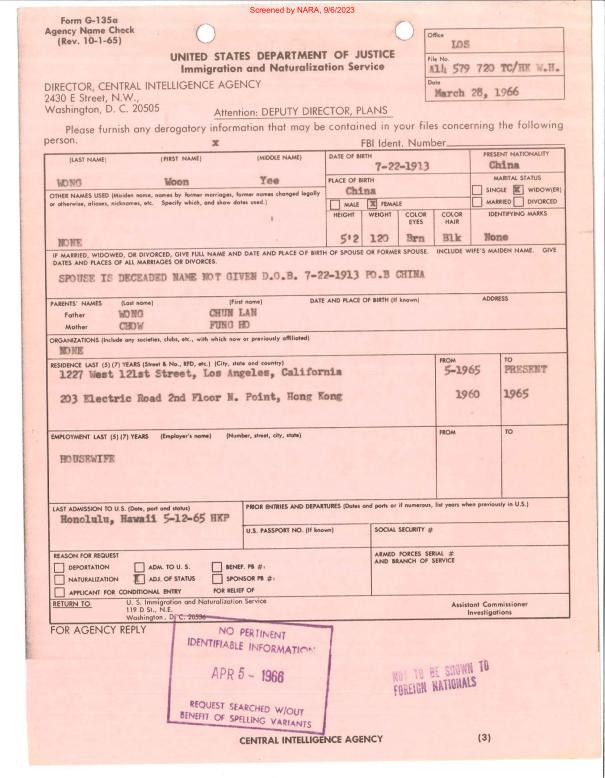 Screened by NARA, 9/6/2023
Form G-135a
Agency Name Check
(Rev. 10-1-65)
UNITED STATES DEPARTMENT OF JUSTICE
Immigration and Naturalization Service
Office
LOS
File No.
A14 579 720 TC/HK W.H.
Date
March 28, 1966
DIRECTOR, CENTRAL INTELLIGENCE AGENCY
2430 E Street, N.W.,
Washington, D. C. 20505
Attention: DEPUTY DIRECTOR, PLANS
Please furnish any derogatory information that may be contained in your files concerning the following
person. x FBI Ident. Number
(LAST NAME) (FIRST NAME) (MIDDLE NAME)
WONG Woon Yee
DATE OF BIRTH
7-22-1913
PRESENT NATIONALITY
China
OTHER NAMES USED (Maiden name, names by former marriages, former names changed legally
or otherwise, aliases, nicknames, etc. Specify which, and show dates used.)
NONE
PLACE OF BIRTH
China
MARITAL STATUS
SINGLE X WIDOW(ER)
MARRIED DIVORCED
MALE X FEMALE
HEIGHT WEIGHT COLOR EYES COLOR HAIR IDENTIFYING MARKS
5'2 120 Brn Blk None
IF MARRIED, WIDOWED, OR DIVORCED, GIVE FULL NAME AND DATE AND PLACE OF BIRTH OF SPOUSE OR FORMER SPOUSE. INCLUDE WIFE'S MAIDEN NAME. GIVE
DATES AND PLACES OF ALL MARRIAGES OR DIVORCES.
SPOUSE IS DECEADED NAME NOT GIVEN D.O.B. 7-22-1913 PO.B CHINA
PARENTS' NAMES (Last name) (First name) DATE AND PLACE OF BIRTH (If known) ADDRESS
Father WONG CHUN LAN
Mother CHOW FUNG HO
ORGANIZATIONS (Include any societies, clubs, etc., with which now or previously affiliated)
NONE
RESIDENCE LAST (5) (7) YEARS (Street & No., RFD, etc.) (City, state and country) FROM TO
1227 West 121st Street, Los Angeles, California 5-1965 PRESENT
203 Electric Road 2nd Floor N. Point, Hong Kong 1960 1965
EMPLOYMENT LAST (5) (7) YEARS (Employer's name) (Number, street, city, state) FROM TO
HOUSEWIFE
LAST ADMISSION TO U.S. (Date, port and status)
Honolulu, Hawaii 5-12-65 HKP
PRIOR ENTRIES AND DEPARTURES (Dates and ports or if numerous, list years when previously in U.S.)
U.S. PASSPORT NO. (If known) SOCIAL SECURITY #
REASON FOR REQUEST
DEPORTATION ADM. TO U. S. BENEF. PB #:
NATURALIZATION X ADJ. OF STATUS SPONSOR PB #:
APPLICANT FOR CONDITIONAL ENTRY FOR RELIEF OF
ARMED FORCES SERIAL #
AND BRANCH OF SERVICE
RETURN TO U. S. Immigration and Naturalization Service
119 D St., N.E.
Washington, D. C. 20536
Assistant Commissioner
Investigations
FOR AGENCY REPLY
NO PERTINENT
IDENTIFIABLE INFORMATION
APR 5 - 1966
REQUEST SEARCHED W/OUT
BENEFIT OF SPELLING VARIANTS
NOT TO BE SHOWN TO
FOREIGN NATIONALS
CENTRAL INTELLIGENCE AGENCY (3)